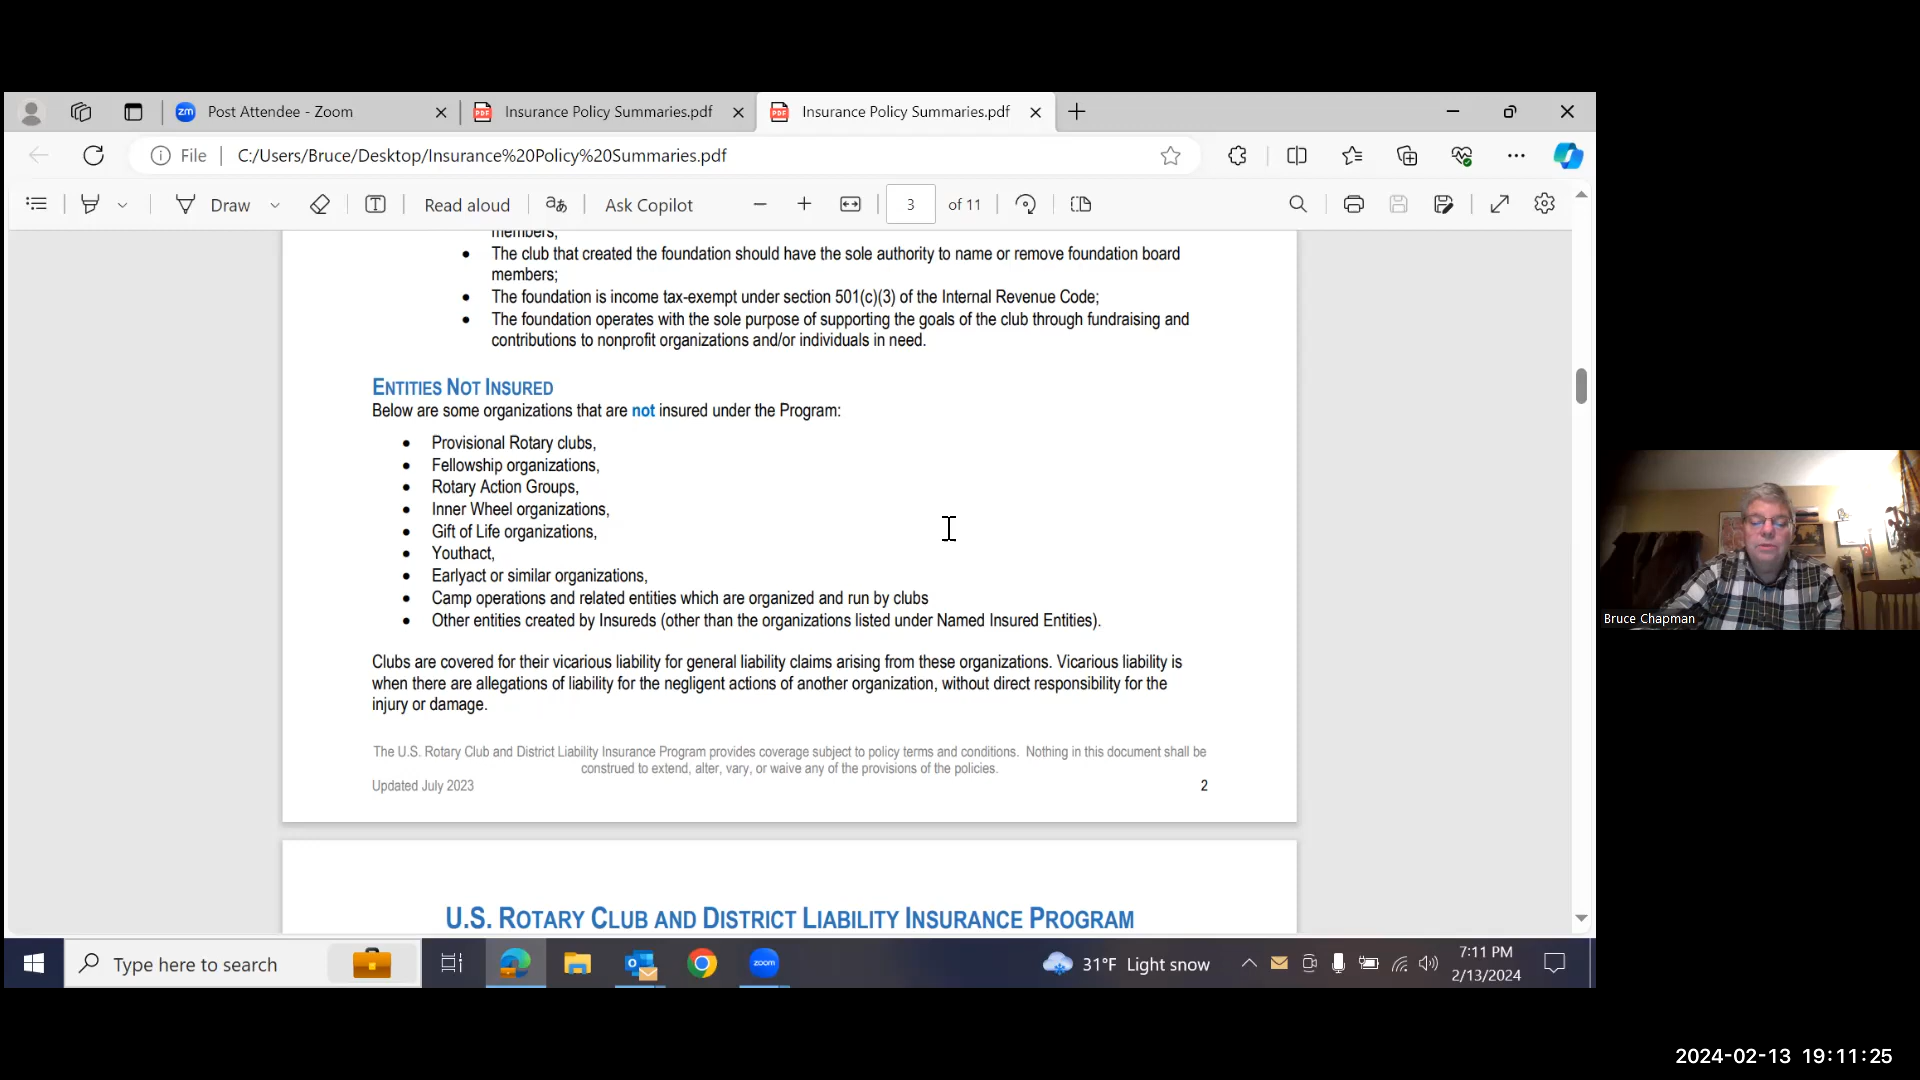 Post Attendee - Zoom
Insurance Policy Summaries.pdf
Insurance Policy Summaries.pdf
File
C:/Users/Bruce/Desktop/Insurance%20Policy%20Summaries.pdf
Draw
Read aloud
Ask Copilot
3
of 11
members;
• The club that created the foundation should have the sole authority to name or remove foundation board
members;
• The foundation is income tax-exempt under section 501(c)(3) of the Internal Revenue Code;
• The foundation operates with the sole purpose of supporting the goals of the club through fundraising and
contributions to nonprofit organizations and/or individuals in need.
ENTITIES NOT INSURED
Below are some organizations that are not insured under the Program:
• Provisional Rotary clubs,
• Fellowship organizations,
• Rotary Action Groups,
• Inner Wheel organizations,
• Gift of Life organizations,
• Youthact,
• Earlyact or similar organizations,
• Camp operations and related entities which are organized and run by clubs
• Other entities created by Insureds (other than the organizations listed under Named Insured Entities).
Clubs are covered for their vicarious liability for general liability claims arising from these organizations. Vicarious liability is
when there are allegations of liability for the negligent actions of another organization, without direct responsibility for the
injury or damage.
The U.S. Rotary Club and District Liability Insurance Program provides coverage subject to policy terms and conditions. Nothing in this document shall be
construed to extend, alter, vary, or waive any of the provisions of the policies.
Updated July 2023
2
U.S. ROTARY CLUB AND DISTRICT LIABILITY INSURANCE PROGRAM
Bruce Chapman
Type here to search
31°F Light snow
7:11 PM
2/13/2024
2024-02-13 19:11:25